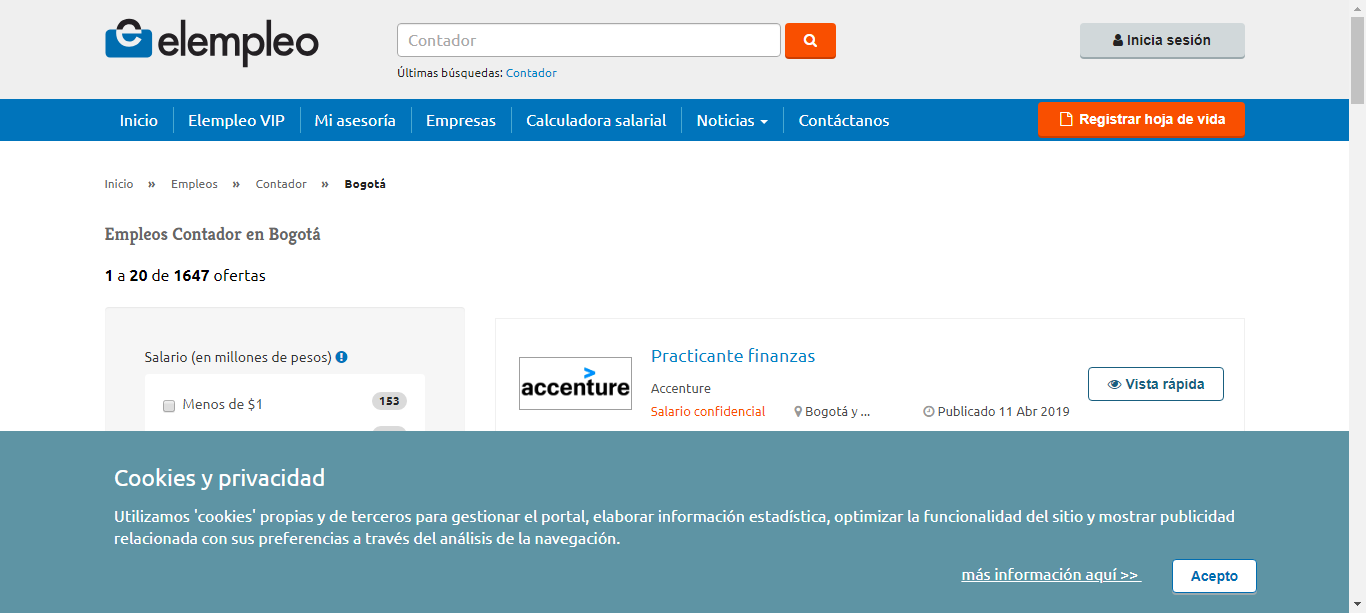 elempleo
Contador
Inicia sesión
Últimas búsquedas: Contador
Inicio Elempleo VIP Mi asesoría Empresas Calculadora salarial Noticias Contáctanos Registrar hoja de vida
Inicio » Empleos » Contador » Bogotá
Empleos Contador en Bogotá
1 a 20 de 1647 ofertas
Salario (en millones de pesos)
Menos de $1 153
accenture
Practicante finanzas
Accenture
Salario confidencial Bogotá y ... Publicado 11 Abr 2019
Vista rápida
Cookies y privacidad
Utilizamos 'cookies' propias y de terceros para gestionar el portal, elaborar información estadística, optimizar la funcionalidad del sitio y mostrar publicidad
relacionada con sus preferencias a través del análisis de la navegación.
más información aquí >> Acepto